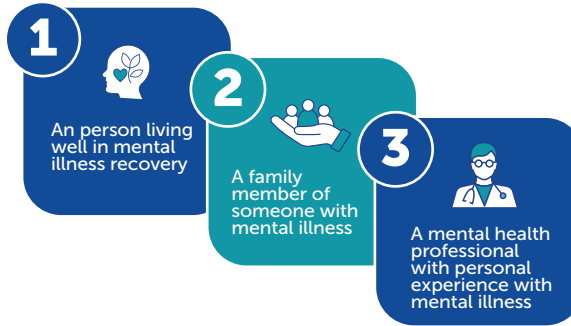 1
An person living
well in mental
illness recovery
2
A family
member of
someone with
mental illness
3
A mental health
professional
with personal
experience with
mental illness